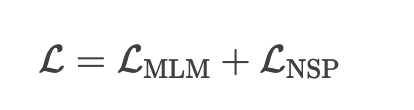 ℒ = ℒ_MLM + ℒ_NSP